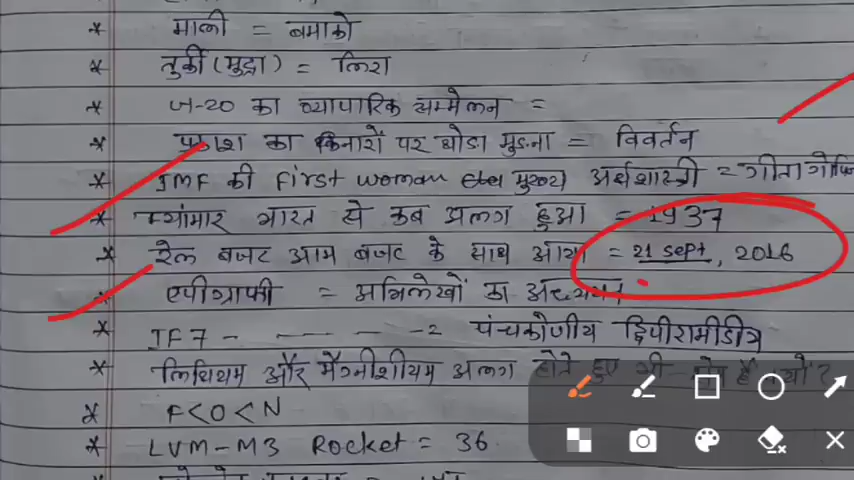 * माली = बमाको
* तुर्की (मुद्रा) = लिरा
* जी-20 का व्यापारिक सम्मेलन =
* प्रकाश का किनारों पर थोडा मुडना = विवर्तन
* IMF की First woman मुख्य अर्थशास्त्री = गीता
* म्यांमार भारत से कब अलग हुआ = 1937
* रेल बजट आम बजट के साथ आया = 21 sept, 2016
* एपीग्राफी = अभिलेखों का अध्ययन
* IF7 - - - - - = पंचकोणीय द्विपीरामीडीय
* लिथियम और मैग्नीशीयम अलग होते हुए भी
* F<O<N
* LVM-M3 Rocket = 36